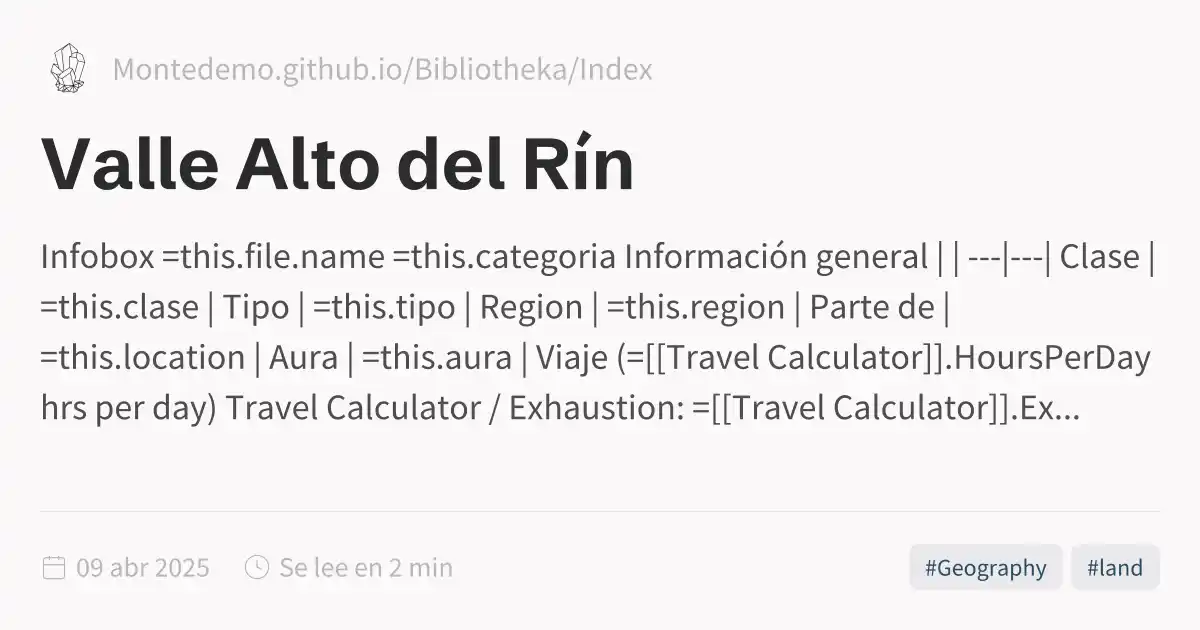 Montedemo.github.io/Bibliotheka/Index
Valle Alto del Rín
Infobox =this.file.name =this.categoria Información general | | ---|---| Clase |
=this.clase | Tipo | =this.tipo | Region | =this.region | Parte de |
=this.location | Aura | =this.aura | Viaje (=[[Travel Calculator]].HoursPerDay
hrs per day) Travel Calculator / Exhaustion: =[[Travel Calculator]].Ex...
09 abr 2025 Se lee en 2 min #Geography #land